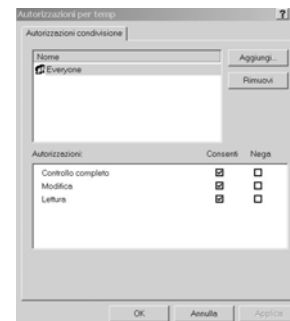 Autorizzazioni per temp
?
Autorizzazioni condivisione
Nome
Everyone
Aggiungi...
Rimuovi
Autorizzazioni: Consenti Nega
Controllo completo
Modifica
Lettura
OK Annulla Applica